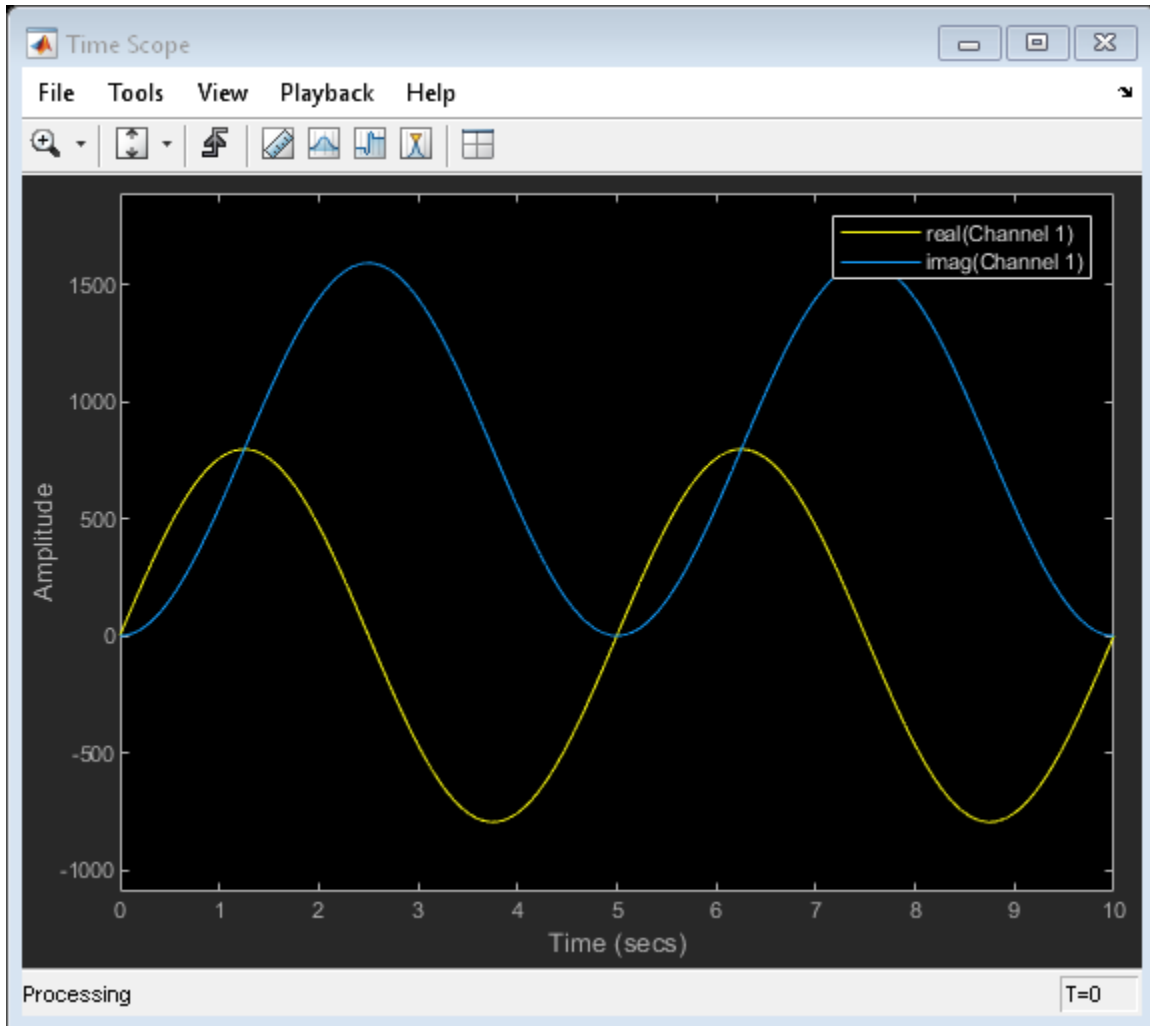 Time Scope
File Tools View Playback Help
real(Channel 1)
imag(Channel 1)
1500
1000
500
0
-500
-1000
Amplitude
0 1 2 3 4 5 6 7 8 9 10
Time (secs)
Processing T=0